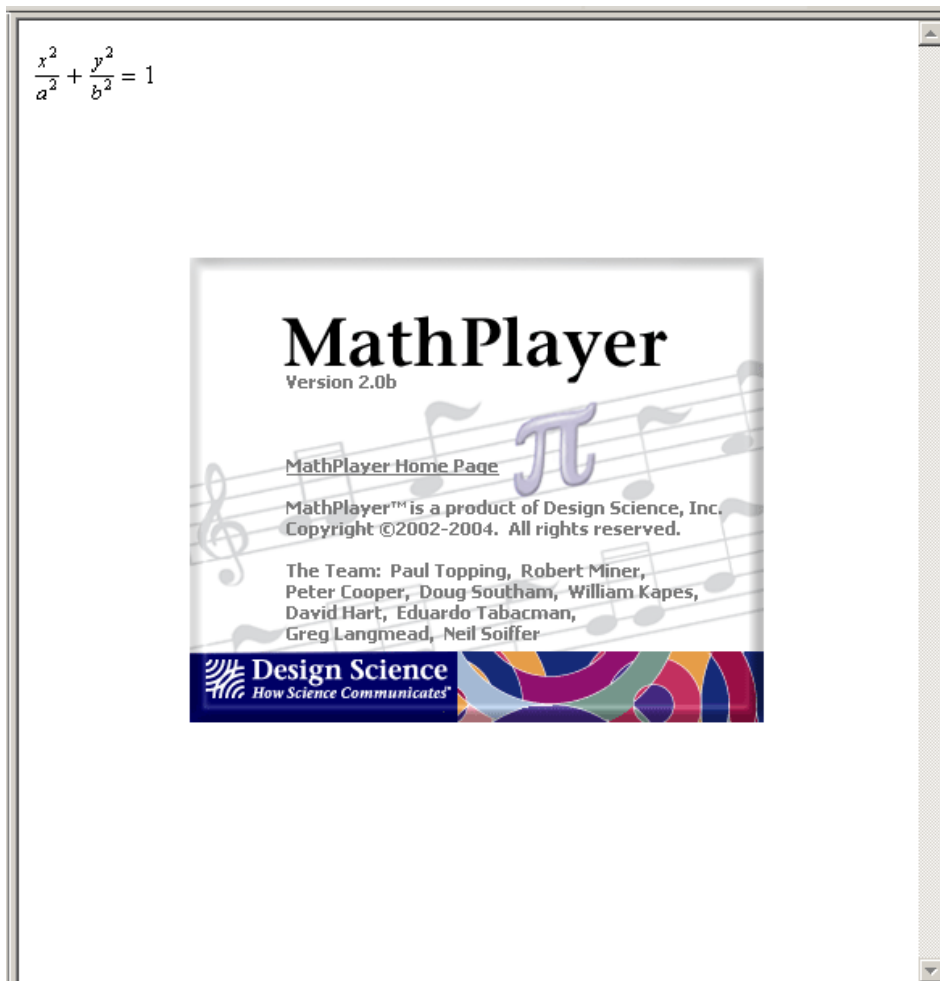 x²/a² + y²/b² = 1
MathPlayer
Version 2.0b
π
MathPlayer Home Page
MathPlayer™ is a product of Design Science, Inc.
Copyright ©2002-2004. All rights reserved.
The Team: Paul Topping, Robert Miner,
Peter Cooper, Doug Southam, William Kapes,
David Hart, Eduardo Tabacman,
Greg Langmead, Neil Soiffer
Design Science
How Science Communicates™